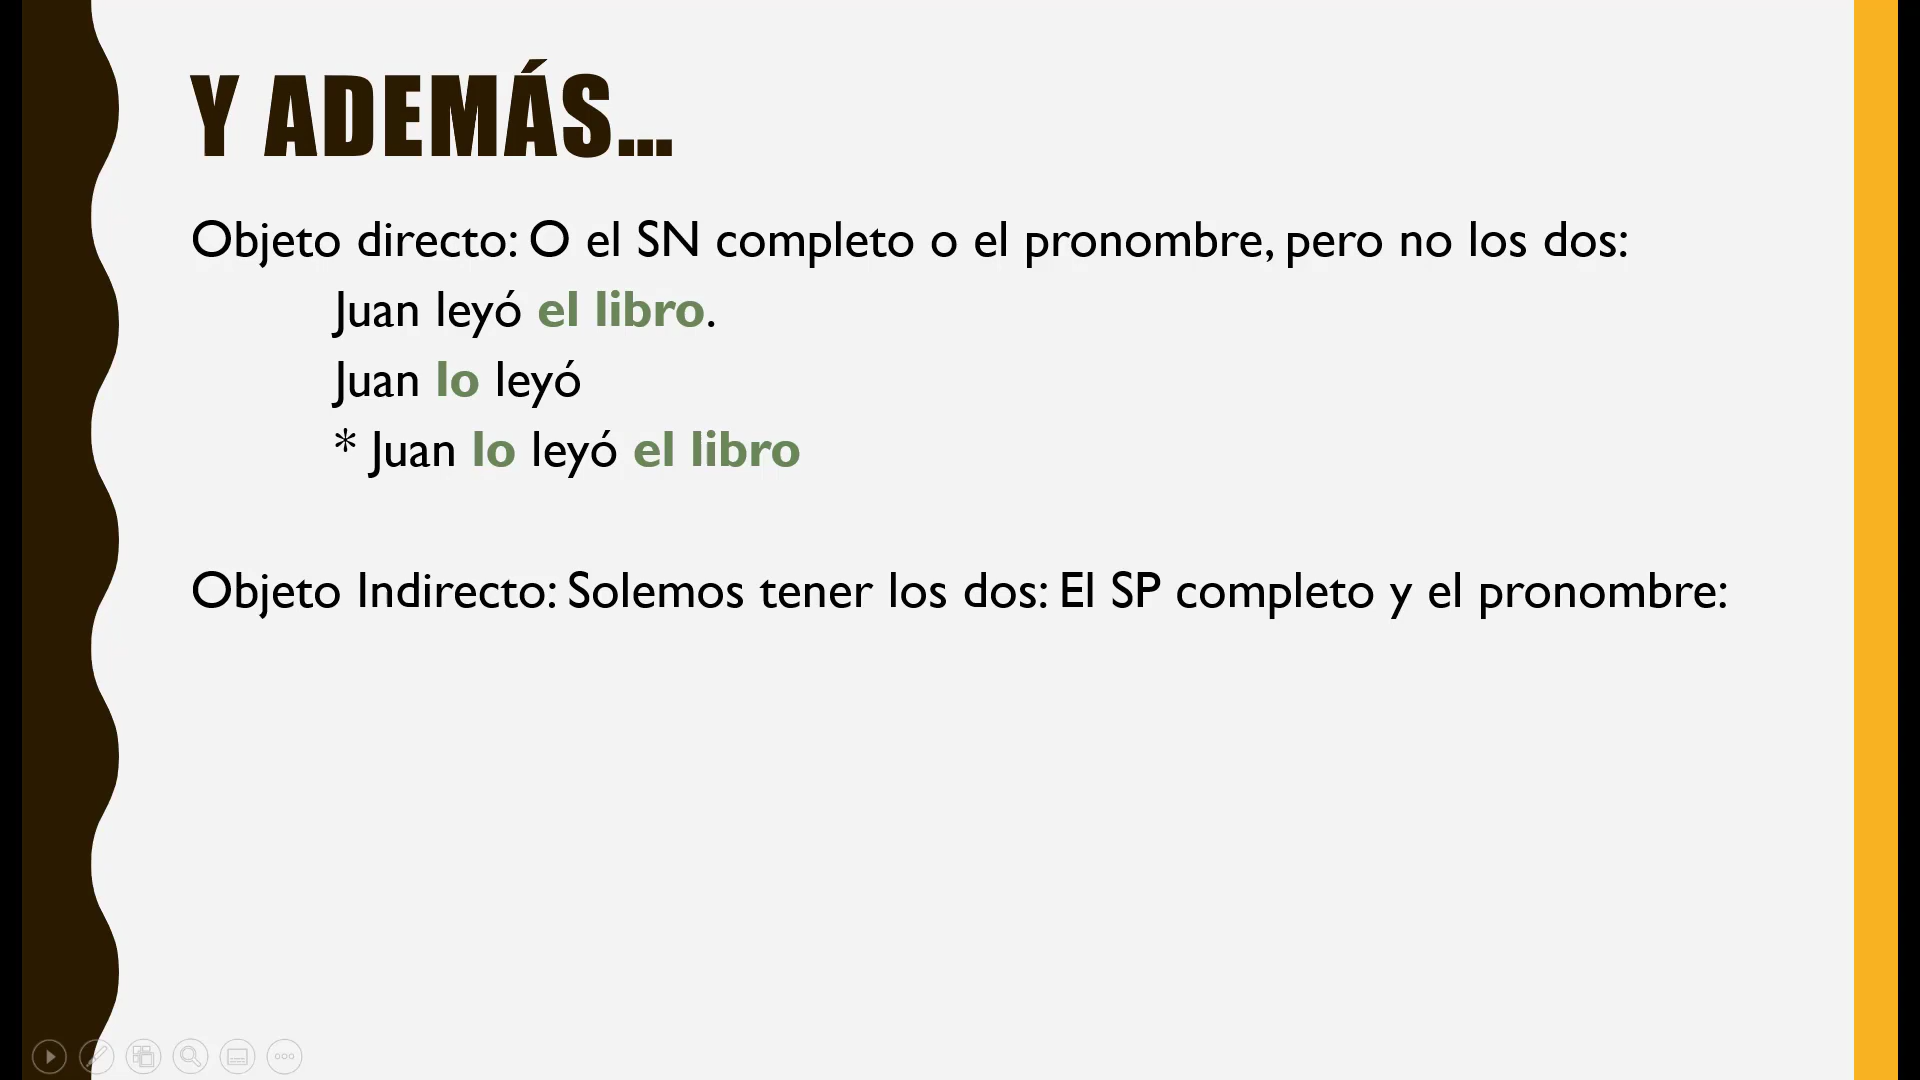 Y ADEMÁS...
Objeto directo: O el SN completo o el pronombre, pero no los dos:
Juan leyó el libro.
Juan lo leyó
* Juan lo leyó el libro
Objeto Indirecto: Solemos tener los dos: El SP completo y el pronombre: